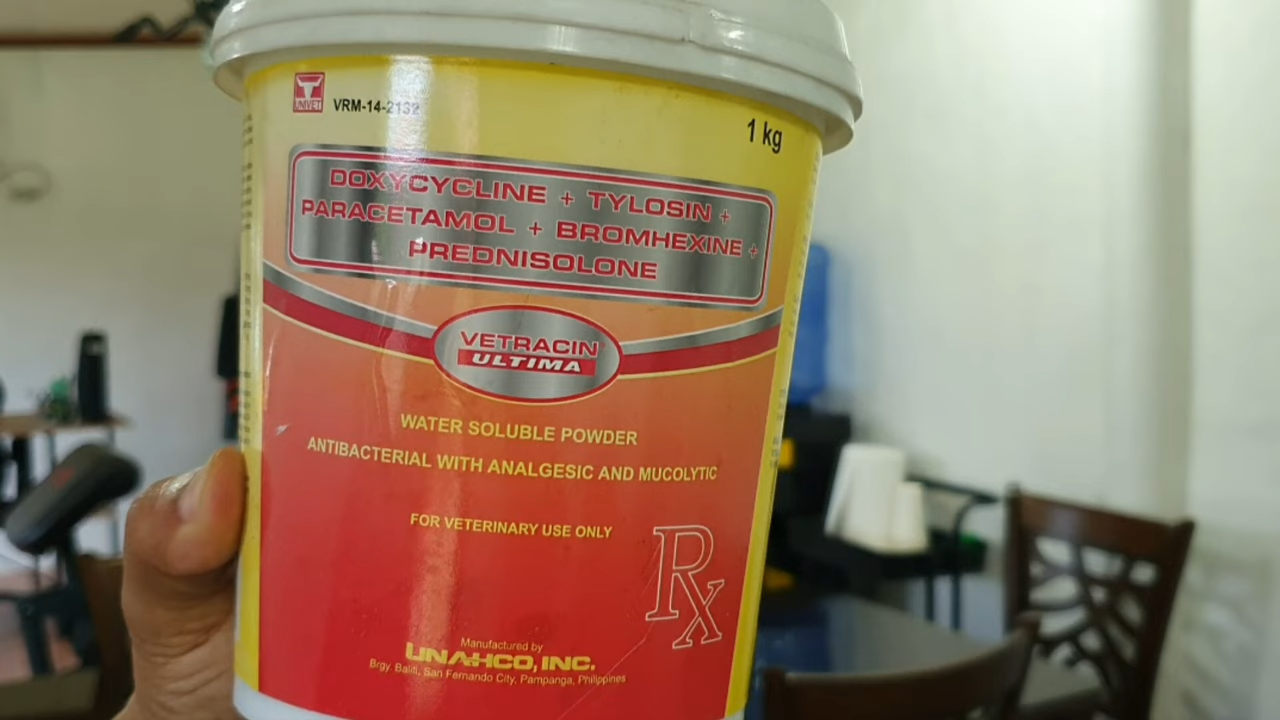 UNIVET
VRM-14-2132
1 kg
DOXYCYCLINE + TYLOSIN +
PARACETAMOL + BROMHEXINE +
PREDNISOLONE
VETRACIN
ULTIMA
WATER SOLUBLE POWDER
ANTIBACTERIAL WITH ANALGESIC AND MUCOLYTIC
FOR VETERINARY USE ONLY
Rx
Manufactured by
UNAHCO, INC.
Brgy. Baliti, San Fernando City, Pampanga, Philippines